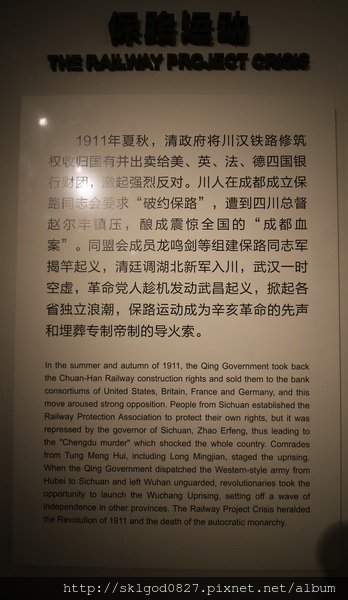 保路运动
THE RAILWAY PROJECT CRISIS
1911年夏秋，清政府将川汉铁路修筑
权收归国有并出卖给美、英、法、德四国银
行财团，激起强烈反对。川人在成都成立保
路同志会要求“破约保路”，遭到四川总督
赵尔丰镇压，酿成震惊全国的“成都血
案”。同盟会成员龙鸣剑等组建保路同志军
揭竿起义，清廷调湖北新军入川，武汉一时
空虚，革命党人趁机发动武昌起义，掀起各
省独立浪潮，保路运动成为辛亥革命的先声
和埋葬专制帝制的导火索。
In the summer and autumn of 1911, the Qing Government took back
the Chuan-Han Railway construction rights and sold them to the bank
consortiums of United States, Britain, France and Germany, and this
move aroused strong opposition. People from Sichuan established the
Railway Protection Association to protect their own rights, but it was
repressed by the governor of Sichuan, Zhao Erfeng, thus leading to
the "Chengdu murder" which shocked the whole country. Comrades
from Tung Meng Hui, including Long Mingjian, staged the uprising.
When the Qing Government dispatched the Western-style army from
Hubei to Sichuan and left Wuhan unguarded, revolutionaries took the
opportunity to launch the Wuchang Uprising, setting off a wave of
independence in other provinces. The Railway Project Crisis heralded
the Revolution of 1911 and the death of the autocratic monarchy.
http://sklgod0827.pixnet.net/album